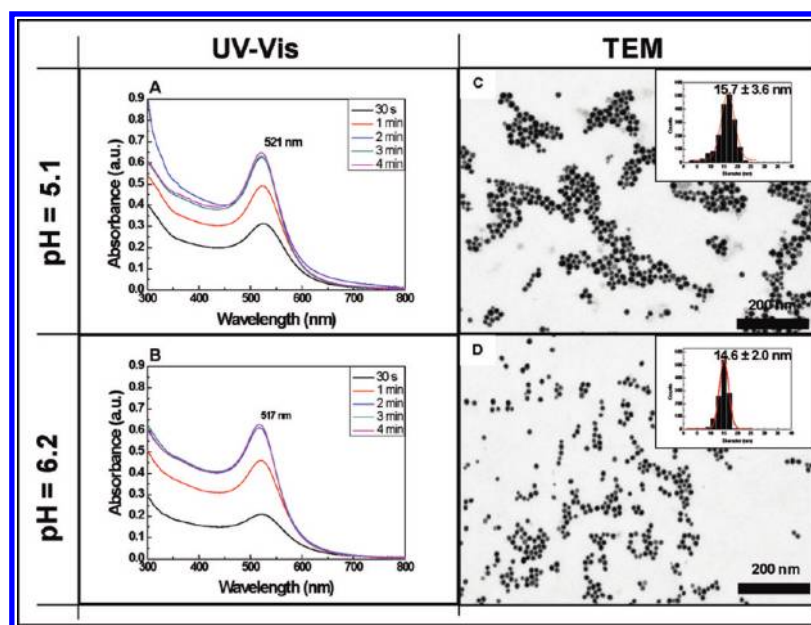 UV-Vis
TEM
pH = 5.1
A
0.9
0.8
0.7
0.6
0.5
0.4
0.3
0.2
0.1
0.0
Absorbance (a.u.)
521 nm
30 s
1 min
2 min
3 min
4 min
300 400 500 600 700 800
Wavelength (nm)
C
15.7 ± 3.6 nm
200 nm
pH = 6.2
B
0.9
0.8
0.7
0.6
0.5
0.4
0.3
0.2
0.1
0.0
Absorbance (a.u.)
517 nm
30 s
1 min
2 min
3 min
4 min
300 400 500 600 700 800
Wavelength (nm)
D
14.6 ± 2.0 nm
200 nm